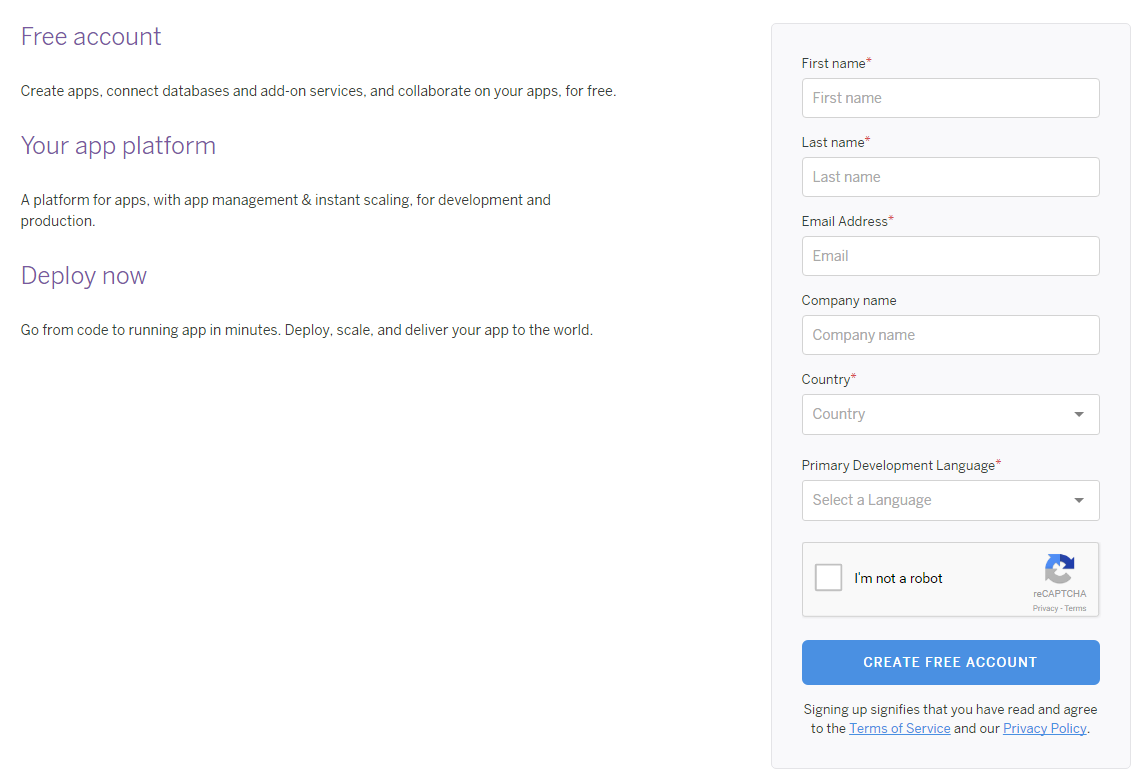 Free account
Create apps, connect databases and add-on services, and collaborate on your apps, for free.
Your app platform
A platform for apps, with app management & instant scaling, for development and
production.
Deploy now
Go from code to running app in minutes. Deploy, scale, and deliver your app to the world.
First name*
First name
Last name*
Last name
Email Address*
Email
Company name
Company name
Country*
Country
Primary Development Language*
Select a Language
I'm not a robot
reCAPTCHA
Privacy - Terms
CREATE FREE ACCOUNT
Signing up signifies that you have read and agree
to the Terms of Service and our Privacy Policy.